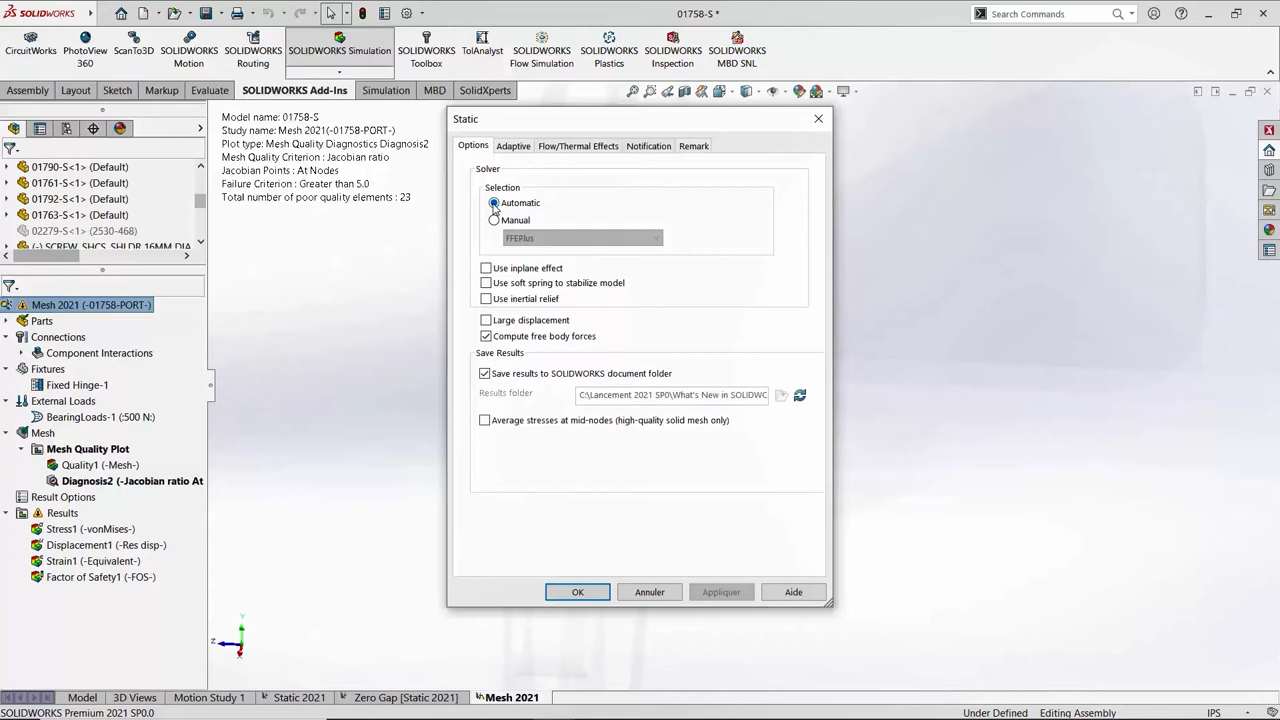 SOLIDWORKS
01758-S *
Search Commands
CircuitWorks
PhotoView
360
ScanTo3D
SOLIDWORKS
Motion
SOLIDWORKS
Routing
SOLIDWORKS Simulation
SOLIDWORKS
Toolbox
TolAnalyst
SOLIDWORKS
Flow Simulation
SOLIDWORKS
Plastics
SOLIDWORKS
Inspection
SOLIDWORKS
MBD SNL
Assembly
Layout
Sketch
Markup
Evaluate
SOLIDWORKS Add-Ins
Simulation
MBD
SolidXperts
01790-S<1> (Default)
01761-S<1> (Default)
01792-S<1> (Default)
01763-S<1> (Default)
02279-S<1> (2530-468)
(-) SCREW, SHCS, SHLDR 16MM DIA
Mesh 2021 (-01758-PORT-)
Parts
Connections
Component Interactions
Fixtures
Fixed Hinge-1
External Loads
BearingLoads-1 (:500 N:)
Mesh
Mesh Quality Plot
Quality1 (-Mesh-)
Diagnosis2 (-Jacobian ratio At
Result Options
Results
Stress1 (-vonMises-)
Displacement1 (-Res disp-)
Strain1 (-Equivalent-)
Factor of Safety1 (-FOS-)
Model name: 01758-S
Study name: Mesh 2021(-01758-PORT-)
Plot type: Mesh Quality Diagnostics Diagnosis2
Mesh Quality Criterion : Jacobian ratio
Jacobian Points : At Nodes
Failure Criterion : Greater than 5.0
Total number of poor quality elements : 23
Static
Options
Adaptive
Flow/Thermal Effects
Notification
Remark
Solver
Selection
Automatic
Manual
FFEPlus
Use inplane effect
Use soft spring to stabilize model
Use inertial relief
Large displacement
Compute free body forces
Save Results
Save results to SOLIDWORKS document folder
Results folder
C:\Lancement 2021 SP0\What's New in SOLIDWC
Average stresses at mid-nodes (high-quality solid mesh only)
OK
Annuler
Appliquer
Aide
Y
Z
Model
3D Views
Motion Study 1
Static 2021
Zero Gap [Static 2021]
Mesh 2021
SOLIDWORKS Premium 2021 SP0.0
Under Defined
Editing Assembly
IPS